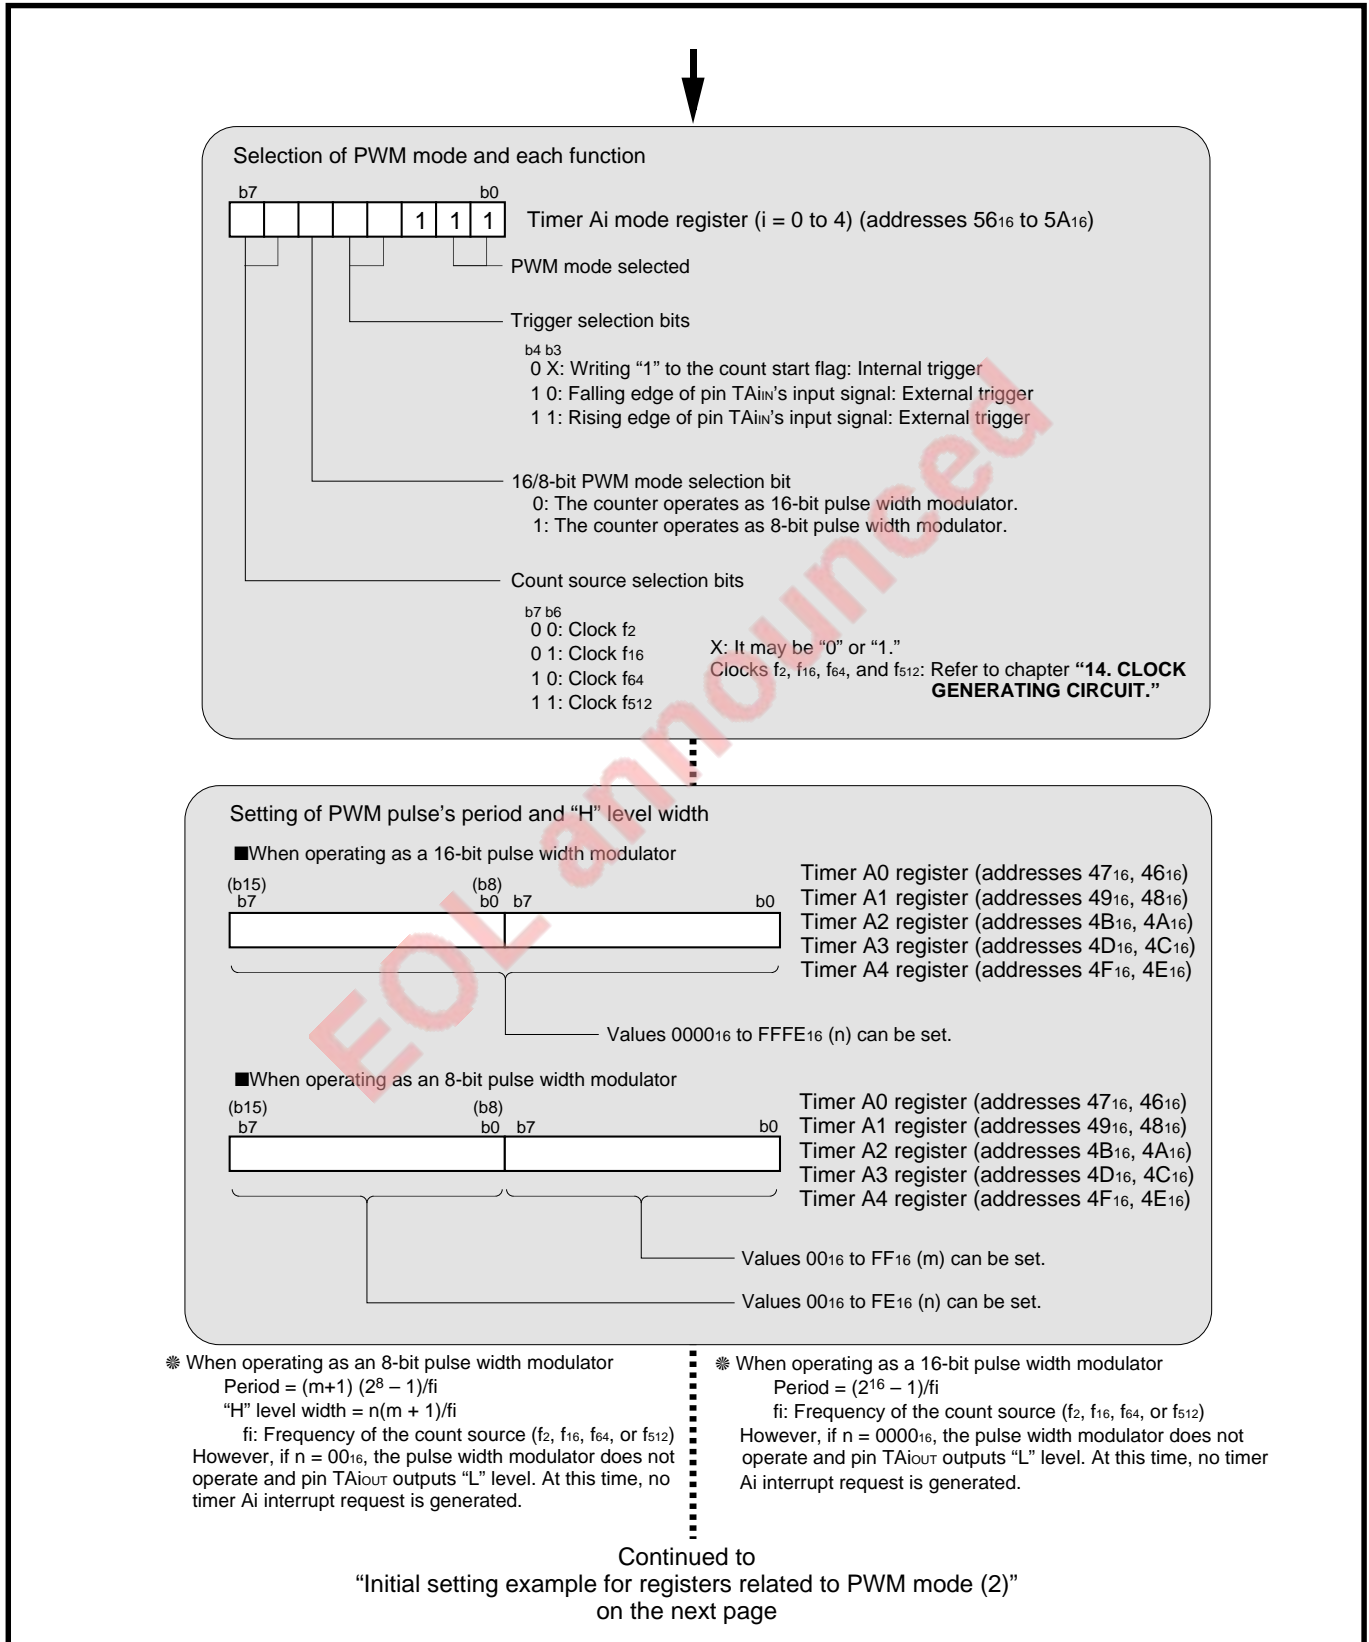 Selection of PWM mode and each function
b7 b0
1 1 1 Timer Ai mode register (i = 0 to 4) (addresses 5616 to 5A16)
PWM mode selected
Trigger selection bits
b4 b3
0 X: Writing “1” to the count start flag: Internal trigger
1 0: Falling edge of pin TAiIN’s input signal: External trigger
1 1: Rising edge of pin TAiIN’s input signal: External trigger
16/8-bit PWM mode selection bit
0: The counter operates as 16-bit pulse width modulator.
1: The counter operates as 8-bit pulse width modulator.
Count source selection bits
b7 b6
0 0: Clock f2
0 1: Clock f16
1 0: Clock f64
1 1: Clock f512
X: It may be “0” or “1.”
Clocks f2, f16, f64, and f512: Refer to chapter “14. CLOCK
GENERATING CIRCUIT.”
Setting of PWM pulse’s period and “H” level width
■When operating as a 16-bit pulse width modulator
(b15) (b8)
b7 b0 b7 b0
Timer A0 register (addresses 4716, 4616)
Timer A1 register (addresses 4916, 4816)
Timer A2 register (addresses 4B16, 4A16)
Timer A3 register (addresses 4D16, 4C16)
Timer A4 register (addresses 4F16, 4E16)
Values 000016 to FFFE16 (n) can be set.
■When operating as an 8-bit pulse width modulator
(b15) (b8)
b7 b0 b7 b0
Timer A0 register (addresses 4716, 4616)
Timer A1 register (addresses 4916, 4816)
Timer A2 register (addresses 4B16, 4A16)
Timer A3 register (addresses 4D16, 4C16)
Timer A4 register (addresses 4F16, 4E16)
Values 0016 to FF16 (m) can be set.
Values 0016 to FE16 (n) can be set.
❋ When operating as an 8-bit pulse width modulator
Period = (m+1) (2⁸ – 1)/fi
“H” level width = n(m + 1)/fi
fi: Frequency of the count source (f2, f16, f64, or f512)
However, if n = 0016, the pulse width modulator does not
operate and pin TAiOUT outputs “L” level. At this time, no
timer Ai interrupt request is generated.
❋ When operating as a 16-bit pulse width modulator
Period = (2¹⁶ – 1)/fi
fi: Frequency of the count source (f2, f16, f64, or f512)
However, if n = 000016, the pulse width modulator does not
operate and pin TAiOUT outputs “L” level. At this time, no timer
Ai interrupt request is generated.
Continued to
“Initial setting example for registers related to PWM mode (2)”
on the next page
EOL announced